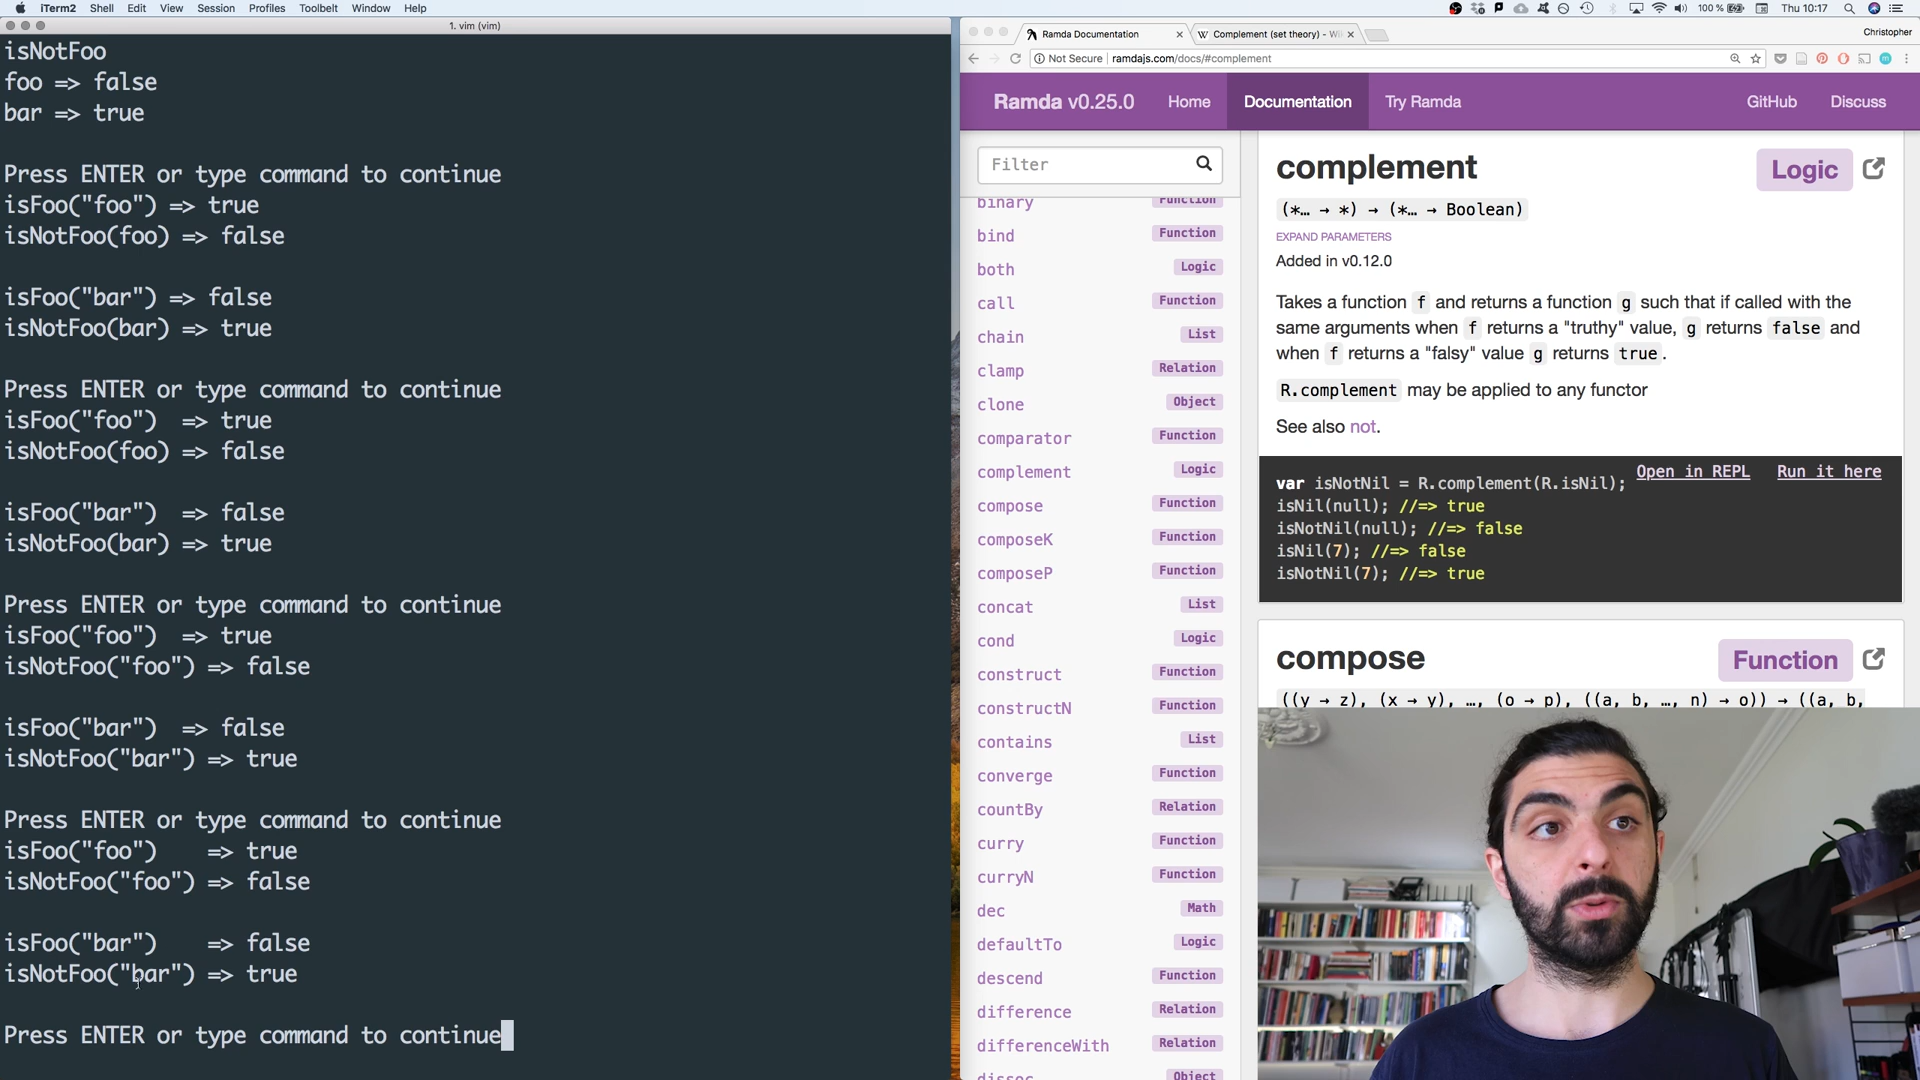 iTerm2 Shell Edit View Session Profiles Toolbelt Window Help
100 % Thu 10:17
1. vim (vim)
isNotFoo
foo => false
bar => true
Press ENTER or type command to continue
isFoo("foo") => true
isNotFoo(foo) => false
isFoo("bar") => false
isNotFoo(bar) => true
Press ENTER or type command to continue
isFoo("foo")  => true
isNotFoo(foo) => false
isFoo("bar")  => false
isNotFoo(bar) => true
Press ENTER or type command to continue
isFoo("foo")  => true
isNotFoo("foo") => false
isFoo("bar")  => false
isNotFoo("bar") => true
Press ENTER or type command to continue
isFoo("foo")    => true
isNotFoo("foo") => false
isFoo("bar")    => false
isNotFoo("bar") => true
Press ENTER or type command to continue
Ramda Documentation
Complement (set theory) - Wi
Christopher
Not Secure ramdajs.com/docs/#complement
Ramda v0.25.0 Home Documentation Try Ramda GitHub Discuss
Filter
binary Function
bind Function
both Logic
call Function
chain List
clamp Relation
clone Object
comparator Function
complement Logic
compose Function
composeK Function
composeP Function
concat List
cond Logic
construct Function
constructN Function
contains List
converge Function
countBy Relation
curry Function
curryN Function
dec Math
defaultTo Logic
descend Function
difference Relation
differenceWith Relation
dissoc Object
complement Logic
(*… → *) → (*… → Boolean)
EXPAND PARAMETERS
Added in v0.12.0
Takes a function f and returns a function g such that if called with the
same arguments when f returns a "truthy" value, g returns false and
when f returns a "falsy" value g returns true.
R.complement may be applied to any functor
See also not.
Open in REPL Run it here
var isNotNil = R.complement(R.isNil);
isNil(null); //=> true
isNotNil(null); //=> false
isNil(7); //=> false
isNotNil(7); //=> true
compose Function
((y → z), (x → y), …, (o → p), ((a, b, …, n) → o)) → ((a, b,